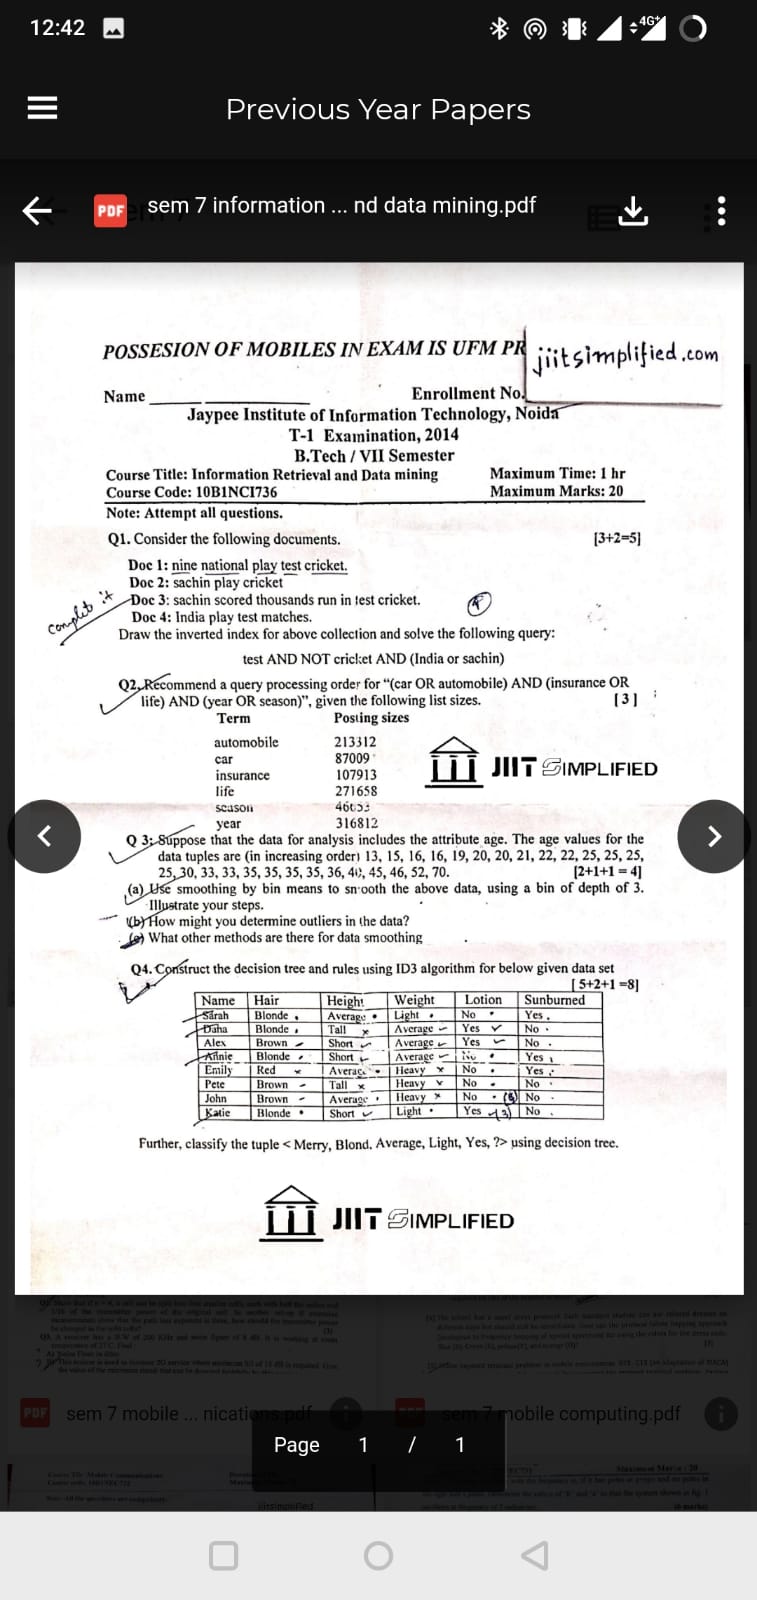 12:42
4G+
Previous Year Papers
PDF sem 7 information ... nd data mining.pdf
POSSESION OF MOBILES IN EXAM IS UFM PR
jiitsimplified.com
Name Enrollment No.
Jaypee Institute of Information Technology, Noida
T-1 Examination, 2014
B.Tech / VII Semester
Course Title: Information Retrieval and Data mining Maximum Time: 1 hr
Course Code: 10B1NCI736 Maximum Marks: 20
Note: Attempt all questions.
Q1. Consider the following documents. [3+2=5]
Doc 1: nine national play test cricket.
Doc 2: sachin play cricket
Doc 3: sachin scored thousands run in test cricket.
complit it
Doc 4: India play test matches.
Draw the inverted index for above collection and solve the following query:
test AND NOT cricket AND (India or sachin)
Q2. Recommend a query processing order for "(car OR automobile) AND (insurance OR
life) AND (year OR season)", given the following list sizes. [3]
Term Posting sizes
automobile 213312
car 87009
insurance 107913
life 271658
season
year 316812
JIIT SIMPLIFIED
Q 3: Suppose that the data for analysis includes the attribute age. The age values for the
data tuples are (in increasing order) 13, 15, 16, 16, 19, 20, 20, 21, 22, 22, 25, 25, 25,
25, 30, 33, 33, 35, 35, 35, 35, 36, 40, 45, 46, 52, 70. [2+1+1 = 4]
(a) Use smoothing by bin means to smooth the above data, using a bin of depth of 3.
Illustrate your steps.
(b) How might you determine outliers in the data?
(c) What other methods are there for data smoothing
Q4. Construct the decision tree and rules using ID3 algorithm for below given data set
[ 5+2+1 =8]
Name Hair Height Weight Lotion Sunburned
Sarah Blonde Average Light No Yes
Dana Blonde Tall Average Yes No
Alex Brown Short Average Yes No
Annie Blonde Short Average No Yes
Emily Red Average Heavy No Yes
Pete Brown Tall Heavy No No
John Brown Average Heavy No No
Katie Blonde Short Light Yes No
Further, classify the tuple < Merry, Blond, Average, Light, Yes, ?> using decision tree.
JIIT SIMPLIFIED
PDF sem 7 mobile ... nications.pdf
PDF sem 7 mobile computing.pdf
Page 1 / 1